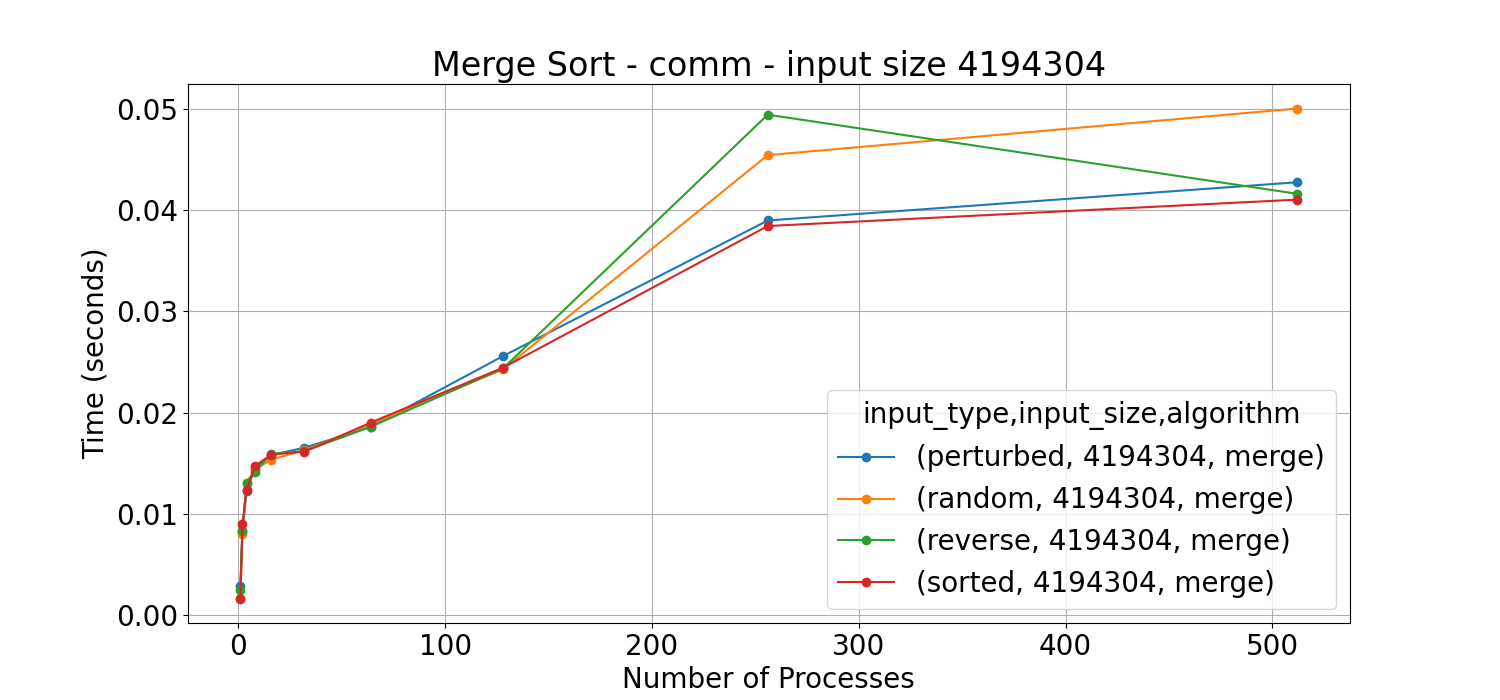 Merge Sort - comm - input size 4194304
0.05
0.04
0.03
0.02
0.01
0.00
Time (seconds)
0
100
200
300
400
500
Number of Processes
input_type,input_size,algorithm
(perturbed, 4194304, merge)
(random, 4194304, merge)
(reverse, 4194304, merge)
(sorted, 4194304, merge)